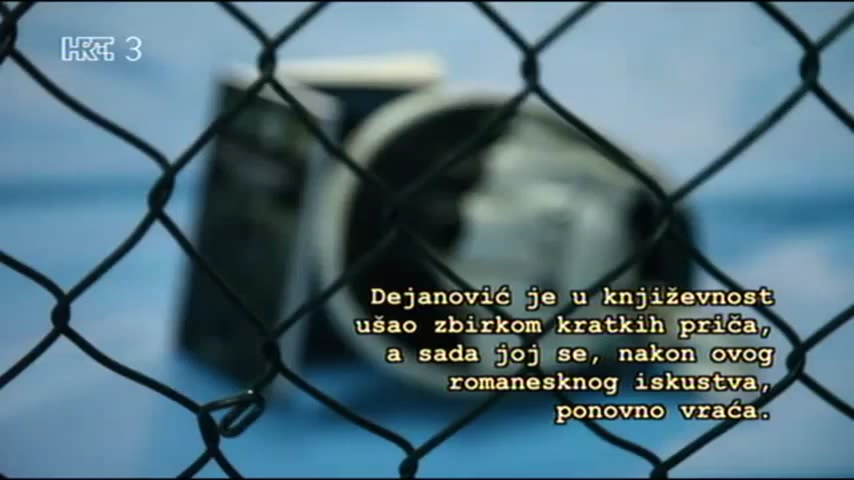 HRT 3
Dejanović je u književnost
ušao zbirkom kratkih priča,
a sada joj se, nakon ovog
romanesknog iskustva,
ponovno vraća.